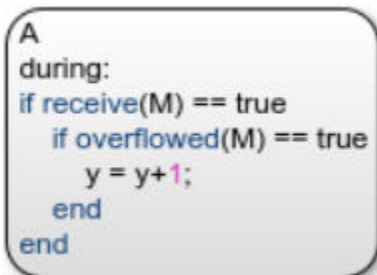 A
during:
if receive(M) == true
if overflowed(M) == true
y = y+1;
end
end